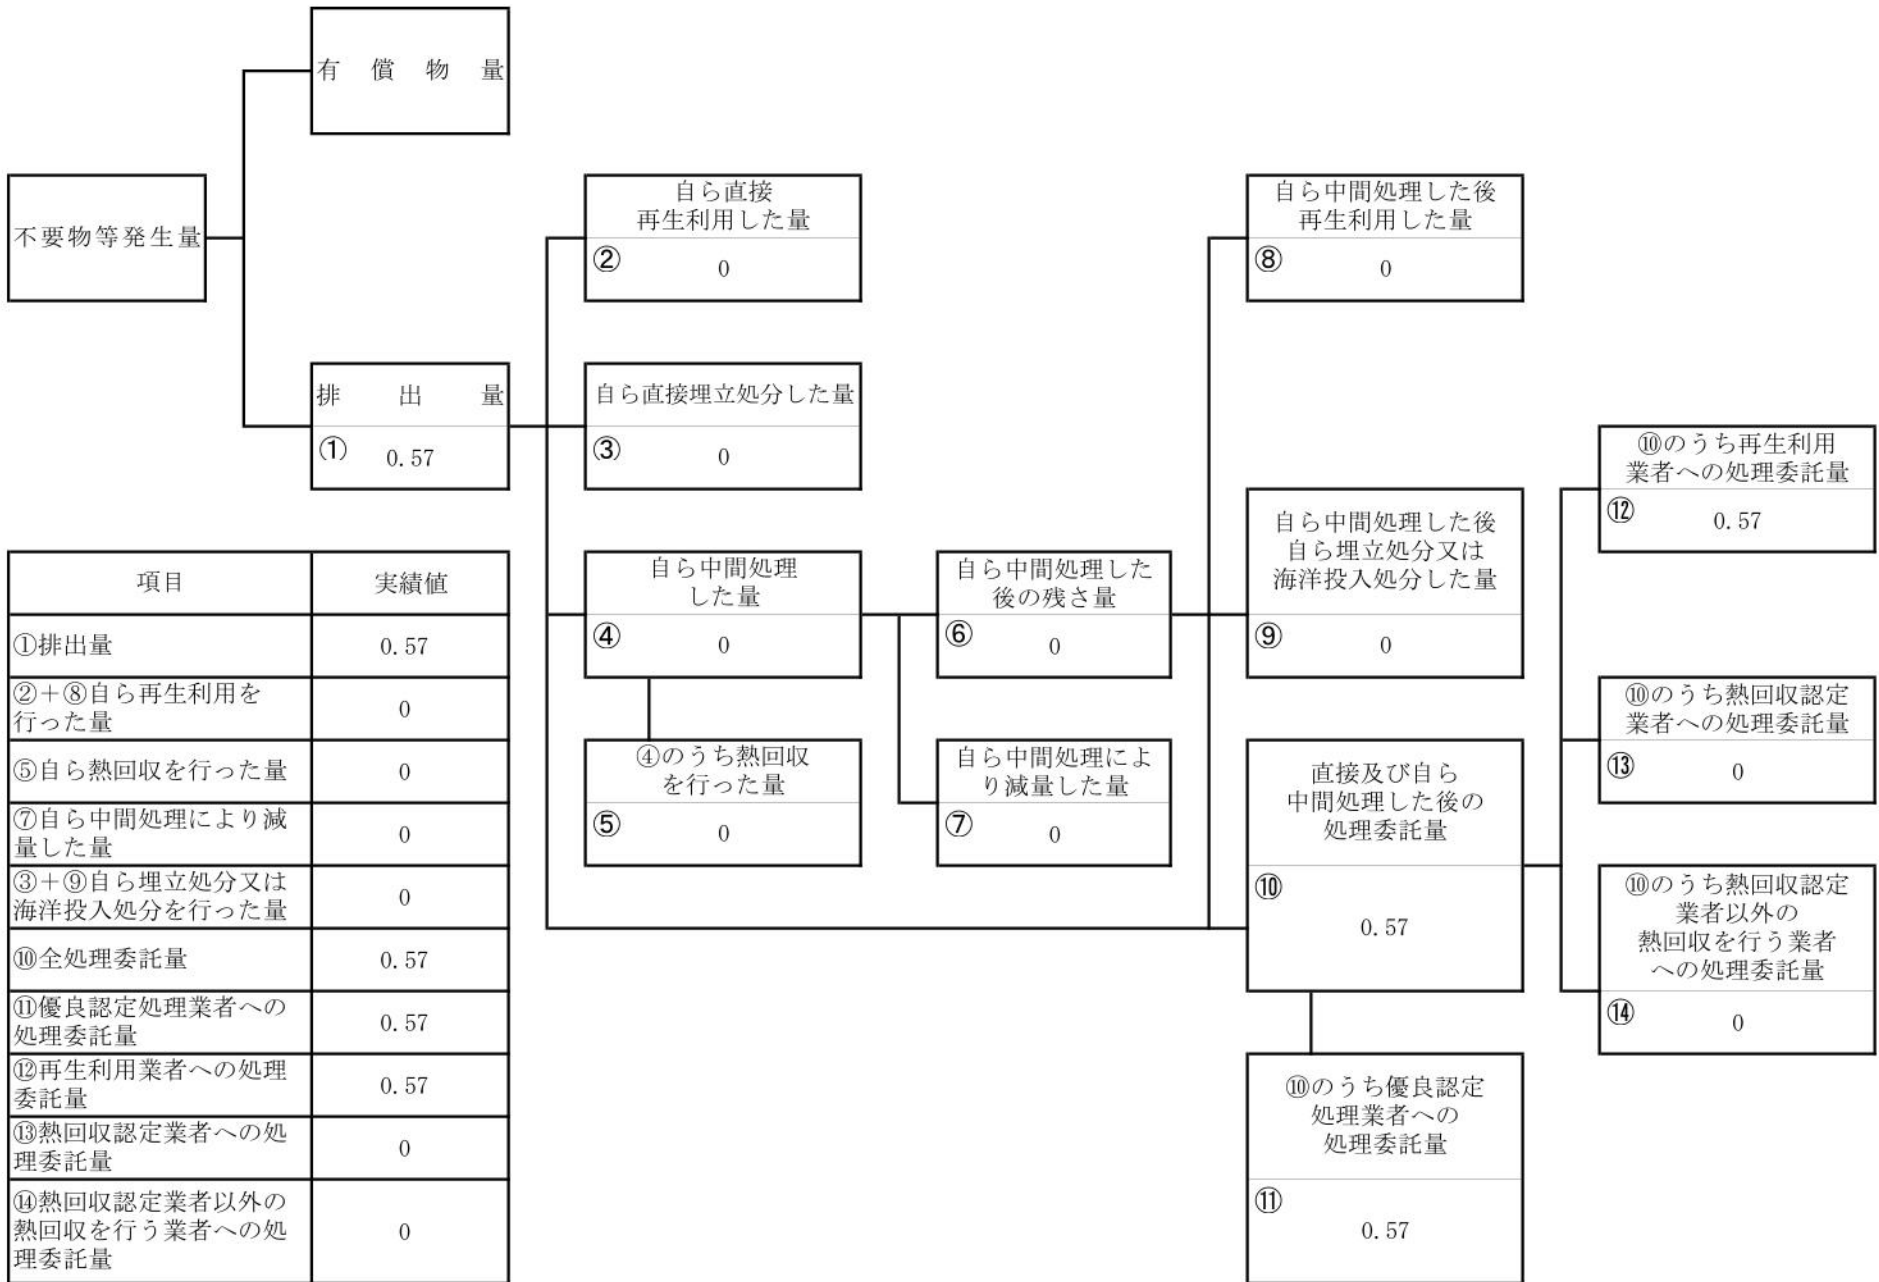 有償物量
不要物等発生量
排出量
① 0.57
自ら直接
再生利用した量
② 0
自ら直接埋立処分した量
③ 0
自ら中間処理
した量
④ 0
④のうち熱回収
を行った量
⑤ 0
自ら中間処理した
後の残さ量
⑥ 0
自ら中間処理によ
り減量した量
⑦ 0
自ら中間処理した後
再生利用した量
⑧ 0
自ら中間処理した後
自ら埋立処分又は
海洋投入処分した量
⑨ 0
直接及び自ら
中間処理した後の
処理委託量
⑩
0.57
⑩のうち優良認定
処理業者への
処理委託量
⑪
0.57
⑩のうち再生利用
業者への処理委託量
⑫ 0.57
⑩のうち熱回収認定
業者への処理委託量
⑬ 0
⑩のうち熱回収認定
業者以外の
熱回収を行う業者
への処理委託量
⑭ 0
項目 実績値
①排出量 0.57
②＋⑧自ら再生利用を
行った量 0
⑤自ら熱回収を行った量 0
⑦自ら中間処理により減
量した量 0
③＋⑨自ら埋立処分又は
海洋投入処分を行った量 0
⑩全処理委託量 0.57
⑪優良認定処理業者への
処理委託量 0.57
⑫再生利用業者への処理
委託量 0.57
⑬熱回収認定業者への処
理委託量 0
⑭熱回収認定業者以外の
熱回収を行う業者への処
理委託量 0